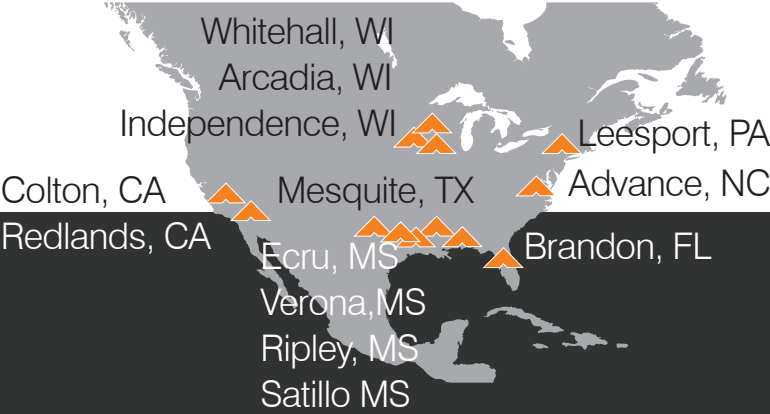 Whitehall, WI
Arcadia, WI
Independence, WI
Leesport, PA
Colton, CA
Mesquite, TX
Advance, NC
Redlands, CA
Ecru, MS
Brandon, FL
Verona,MS
Ripley, MS
Satillo MS